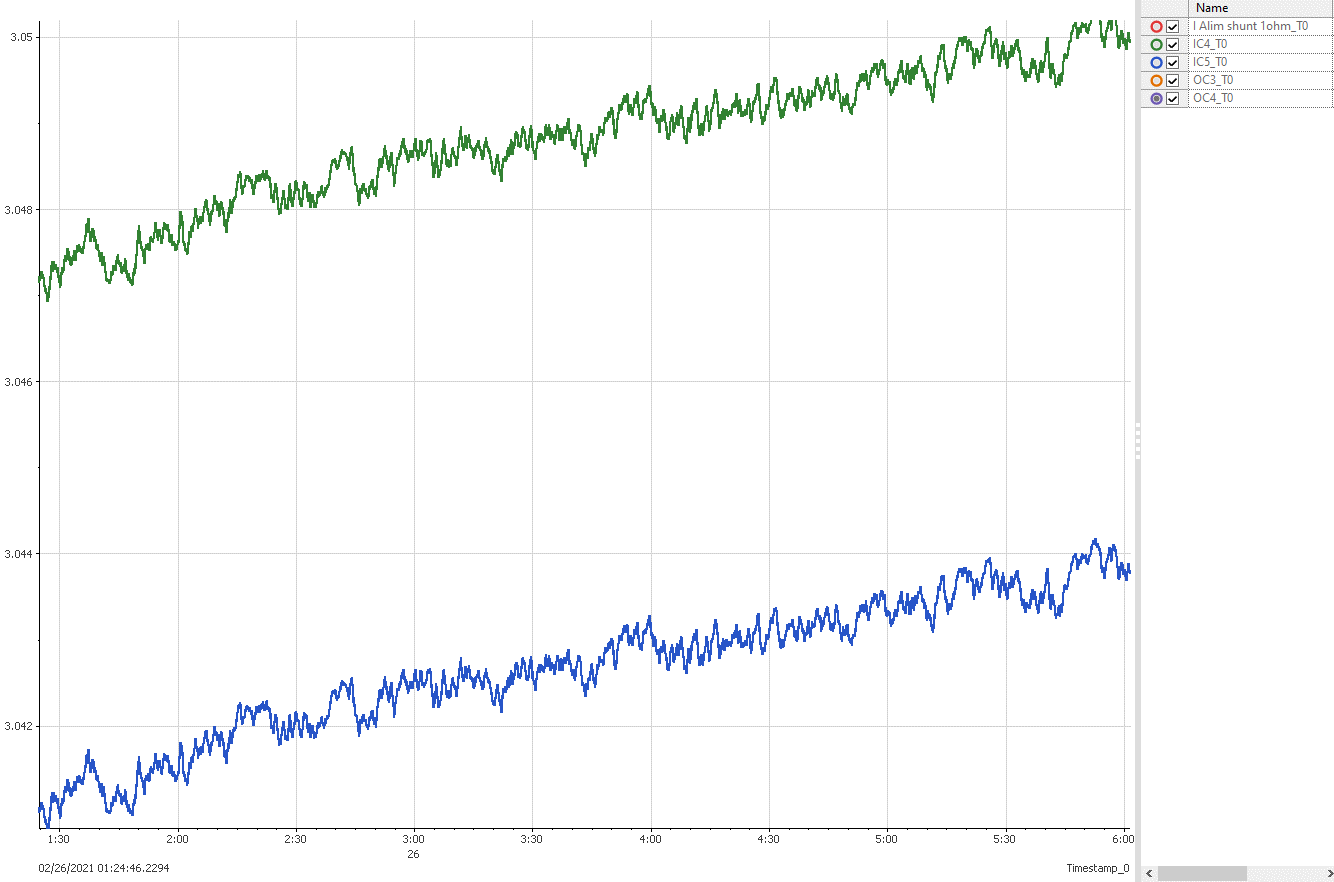 Name
I Alim shunt 1ohm_T0
IC4_T0
IC5_T0
OC3_T0
OC4_T0
3.05
3.048
3.046
3.044
3.042
1:30 2:00 2:30 3:00 3:30 4:00 4:30 5:00 5:30 6:00
26
02/26/2021 01:24:46.2294 Timestamp_0